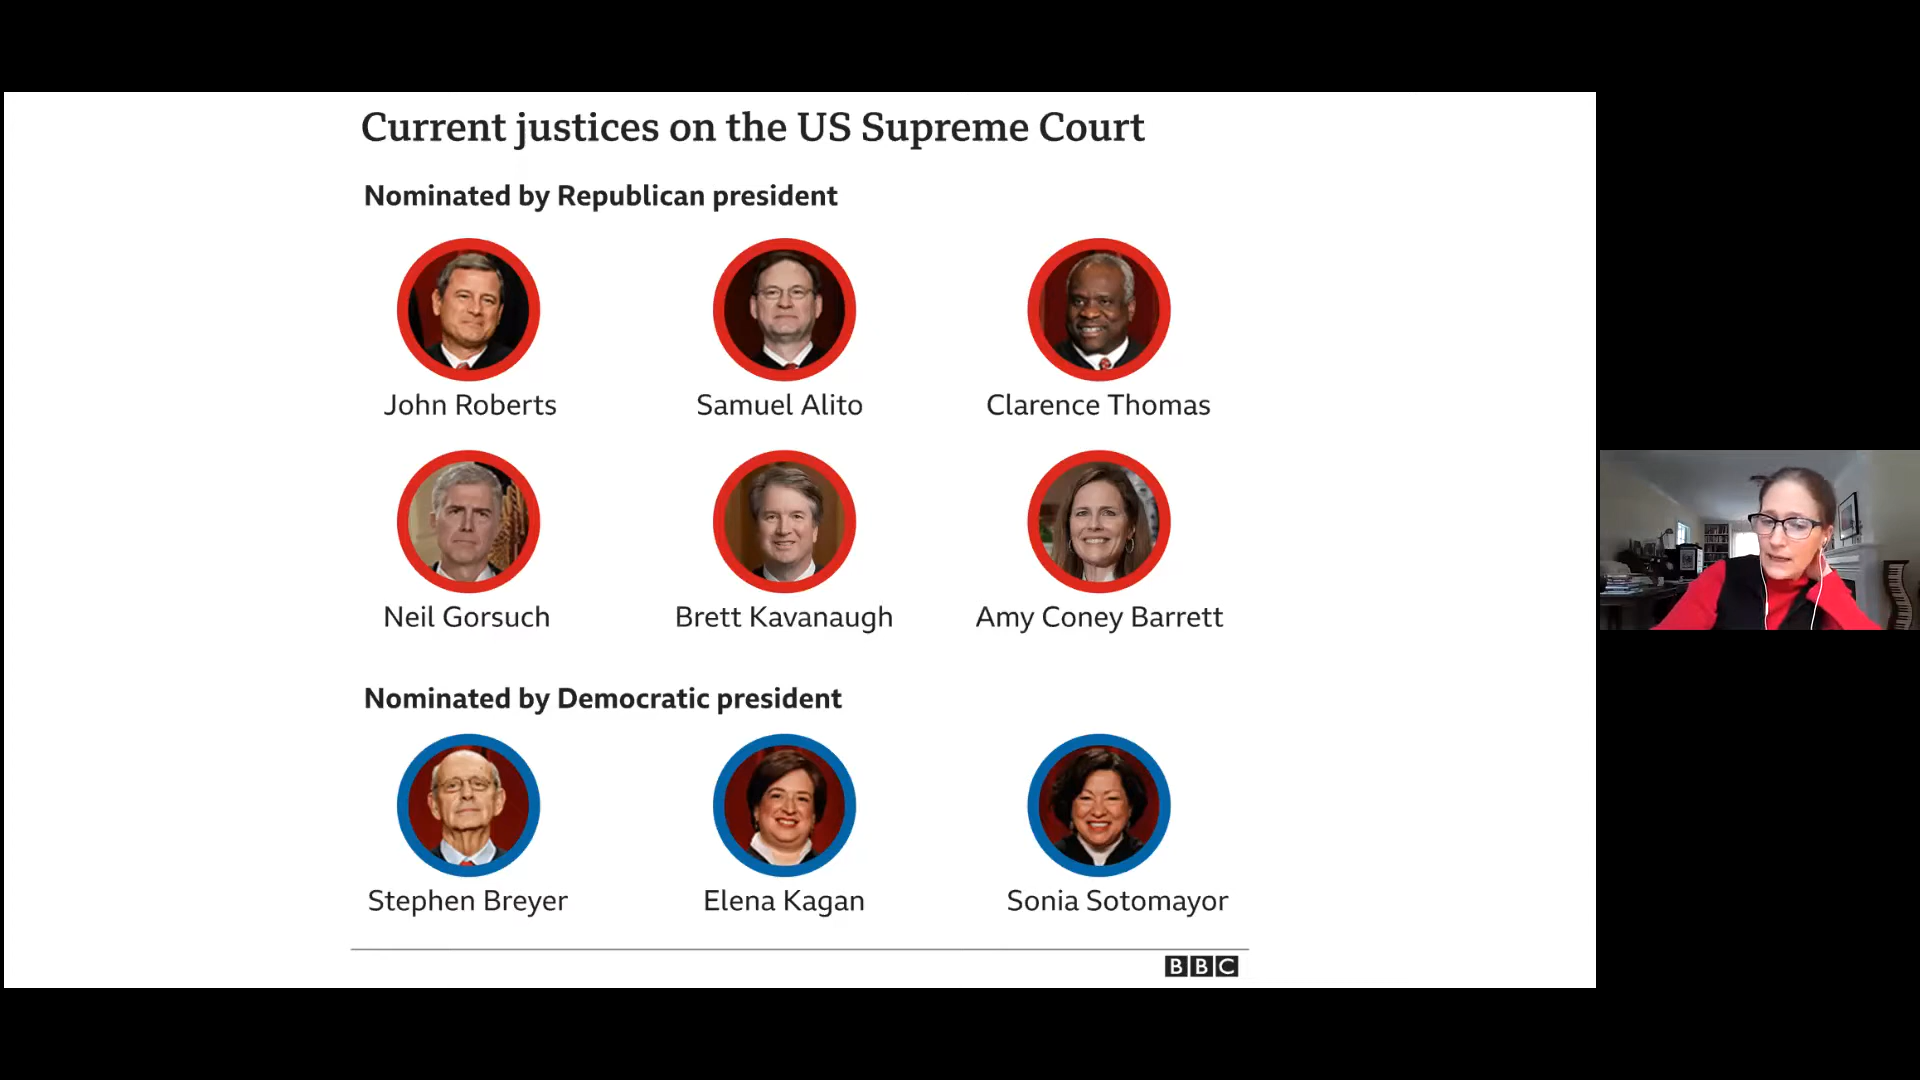 Current justices on the US Supreme Court
Nominated by Republican president
John Roberts
Samuel Alito
Clarence Thomas
Neil Gorsuch
Brett Kavanaugh
Amy Coney Barrett
Nominated by Democratic president
Stephen Breyer
Elena Kagan
Sonia Sotomayor
BBC